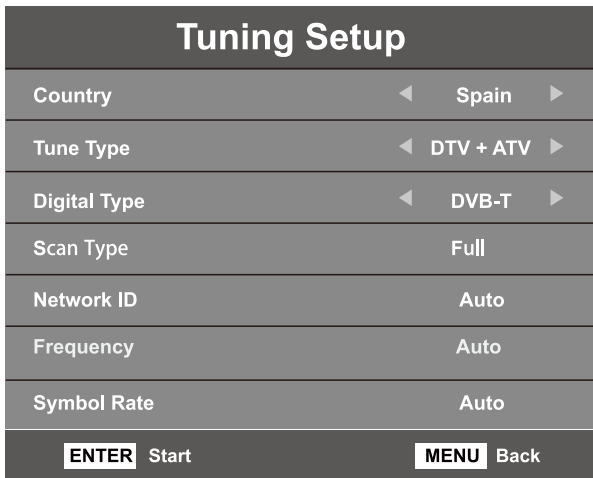 Tuning Setup
Country Spain
Tune Type DTV + ATV
Digital Type DVB-T
Scan Type Full
Network ID Auto
Frequency Auto
Symbol Rate Auto
ENTER Start MENU Back